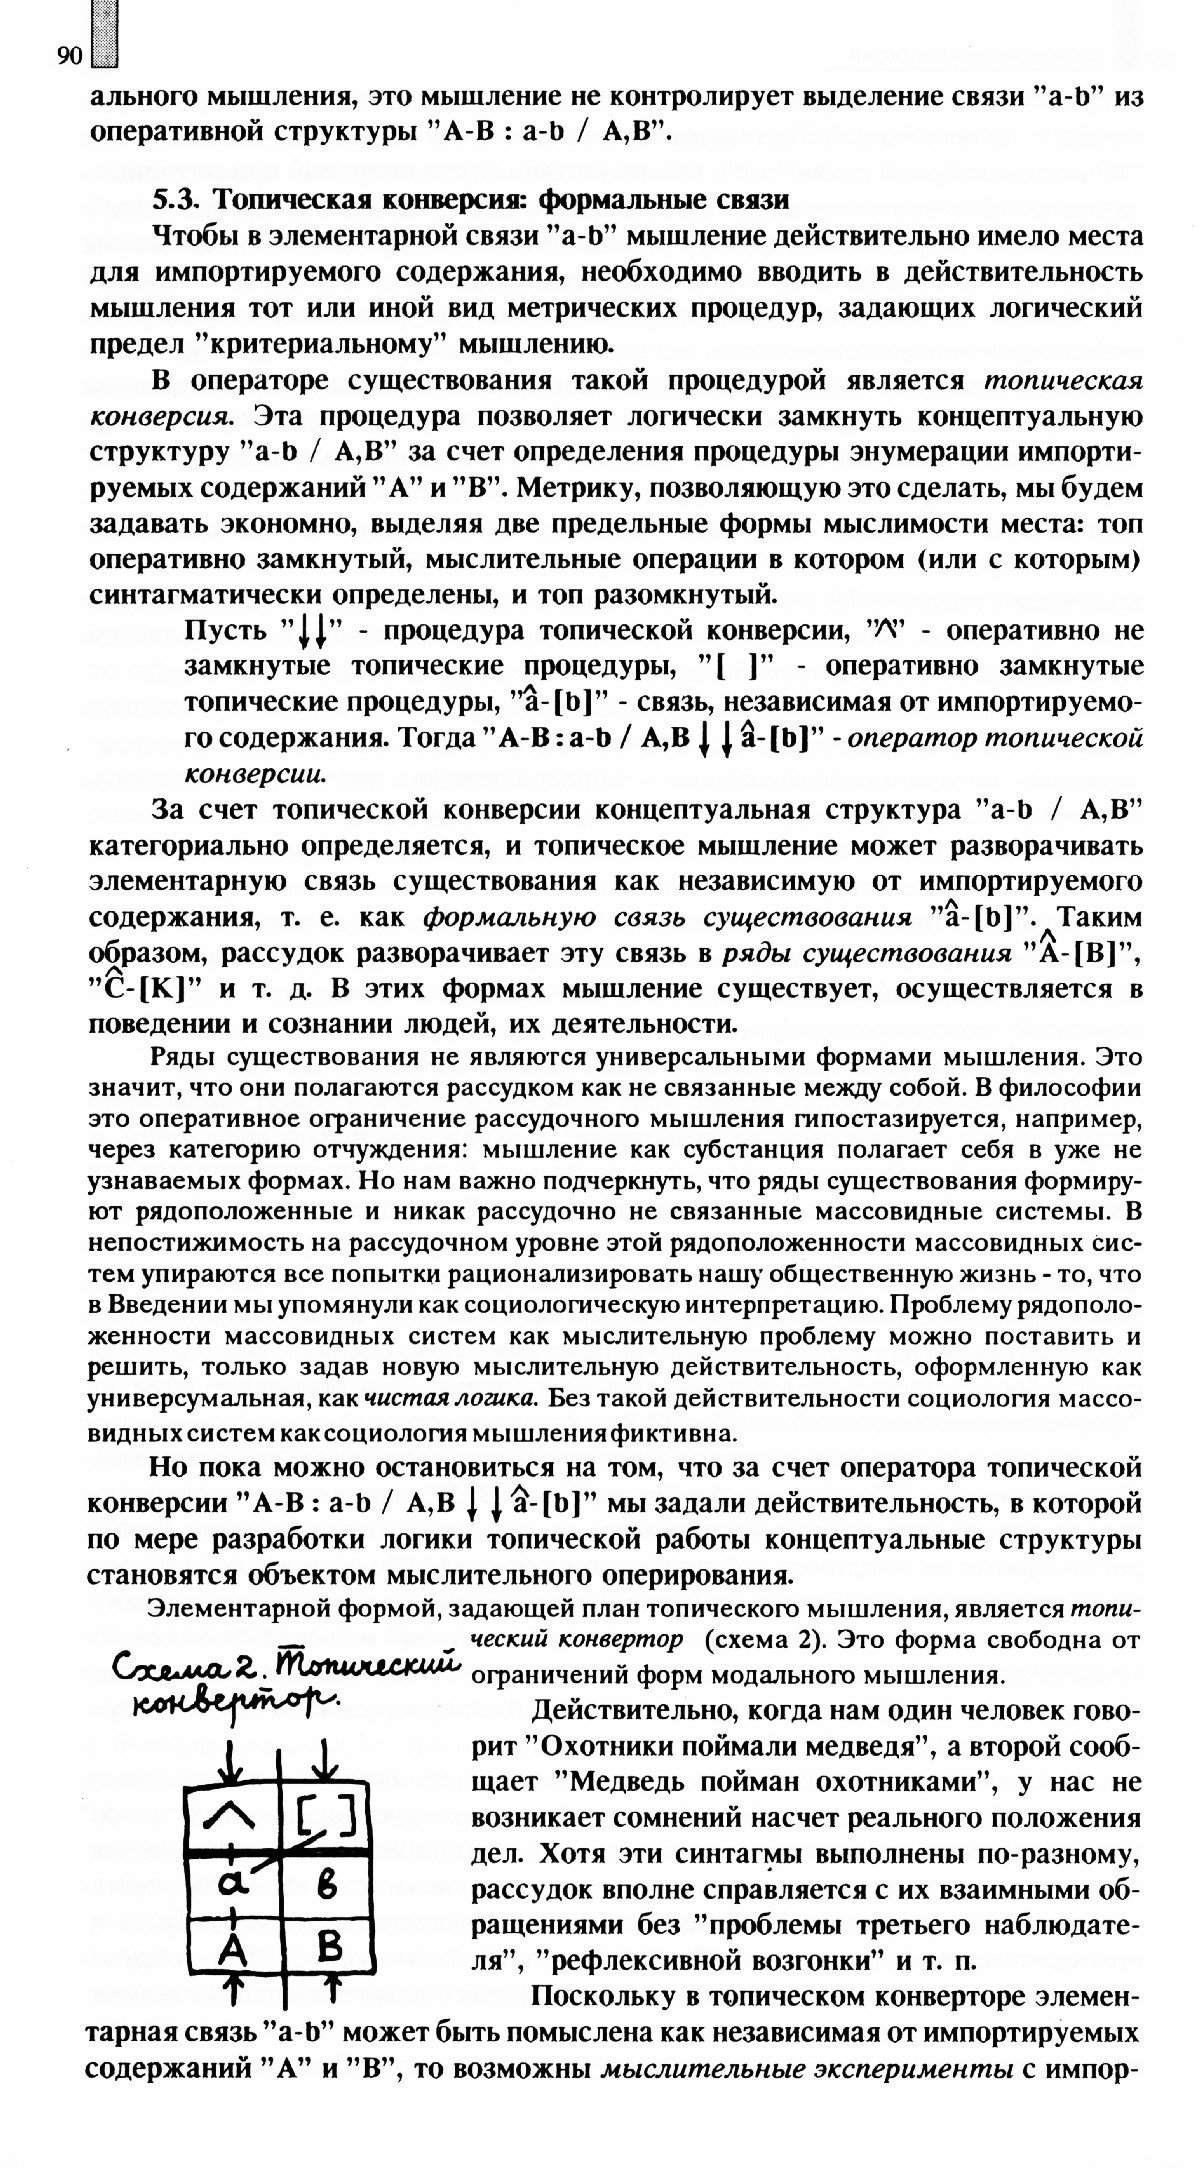 90
ального мышления, это мышление не контролирует выделение связи ”a-b” из
оперативной структуры ”A-B : a-b / A,B”.
5.3. Топическая конверсия: формальные связи
Чтобы в элементарной связи ”a-b” мышление действительно имело места
для импортируемого содержания, необходимо вводить в действительность
мышления тот или иной вид метрических процедур, задающих логический
предел ”критериальному” мышлению.
В операторе существования такой процедурой является топическая
конверсия. Эта процедура позволяет логически замкнуть концептуальную
структуру ”a-b / A,B” за счет определения процедуры энумерации импорти-
руемых содержаний ”A” и ”B”. Метрику, позволяющую это сделать, мы будем
задавать экономно, выделяя две предельные формы мыслимости места: топ
оперативно замкнутый, мыслительные операции в котором (или с которым)
синтагматически определены, и топ разомкнутый.
Пусть ”↓↓” - процедура топической конверсии, ”^” - оперативно не
замкнутые топические процедуры, ”[ ]” - оперативно замкнутые
топические процедуры, ”â-[b]” - связь, независимая от импортируемо-
го содержания. Тогда ”A-B : a-b / A,B ↓ ↓ â-[b]” - оператор топической
конверсии.
За счет топической конверсии концептуальная структура ”a-b / A,B”
категориально определяется, и топическое мышление может разворачивать
элементарную связь существования как независимую от импортируемого
содержания, т. е. как формальную связь существования ”â-[b]”. Таким
образом, рассудок разворачивает эту связь в ряды существования ”Â-[B]”,
”Ĉ-[K]” и т. д. В этих формах мышление существует, осуществляется в
поведении и сознании людей, их деятельности.
Ряды существования не являются универсальными формами мышления. Это
значит, что они полагаются рассудком как не связанные между собой. В философии
это оперативное ограничение рассудочного мышления гипостазируется, например,
через категорию отчуждения: мышление как субстанция полагает себя в уже не
узнаваемых формах. Но нам важно подчеркнуть, что ряды существования формиру-
ют рядоположенные и никак рассудочно не связанные массовидные системы. В
непостижимость на рассудочном уровне этой рядоположенности массовидных сис-
тем упираются все попытки рационализировать нашу общественную жизнь - то, что
в Введении мы упомянули как социологическую интерпретацию. Проблему рядополо-
женности массовидных систем как мыслительную проблему можно поставить и
решить, только задав новую мыслительную действительность, оформленную как
универсумальная, как чистая логика. Без такой действительности социология массо-
видных систем как социология мышления фиктивна.
Но пока можно остановиться на том, что за счет оператора топической
конверсии ”A-B : a-b / A,B ↓ ↓ â-[b]” мы задали действительность, в которой
по мере разработки логики топической работы концептуальные структуры
становятся объектом мыслительного оперирования.
Элементарной формой, задающей план топического мышления, является топи-
ческий конвертор (схема 2). Это форма свободна от
ограничений форм модального мышления.
Схема 2. Топический
конвертор.
^ [ ]
a в
A B
Действительно, когда нам один человек гово-
рит ”Охотники поймали медведя”, а второй сооб-
щает ”Медведь пойман охотниками”, у нас не
возникает сомнений насчет реального положения
дел. Хотя эти синтагмы выполнены по-разному,
рассудок вполне справляется с их взаимными об-
ращениями без ”проблемы третьего наблюдате-
ля”, ”рефлексивной возгонки” и т. п.
Поскольку в топическом конверторе элемен-
тарная связь ”a-b” может быть помыслена как независимая от импортируемых
содержаний ”A” и ”B”, то возможны мыслительные эксперименты с импор-